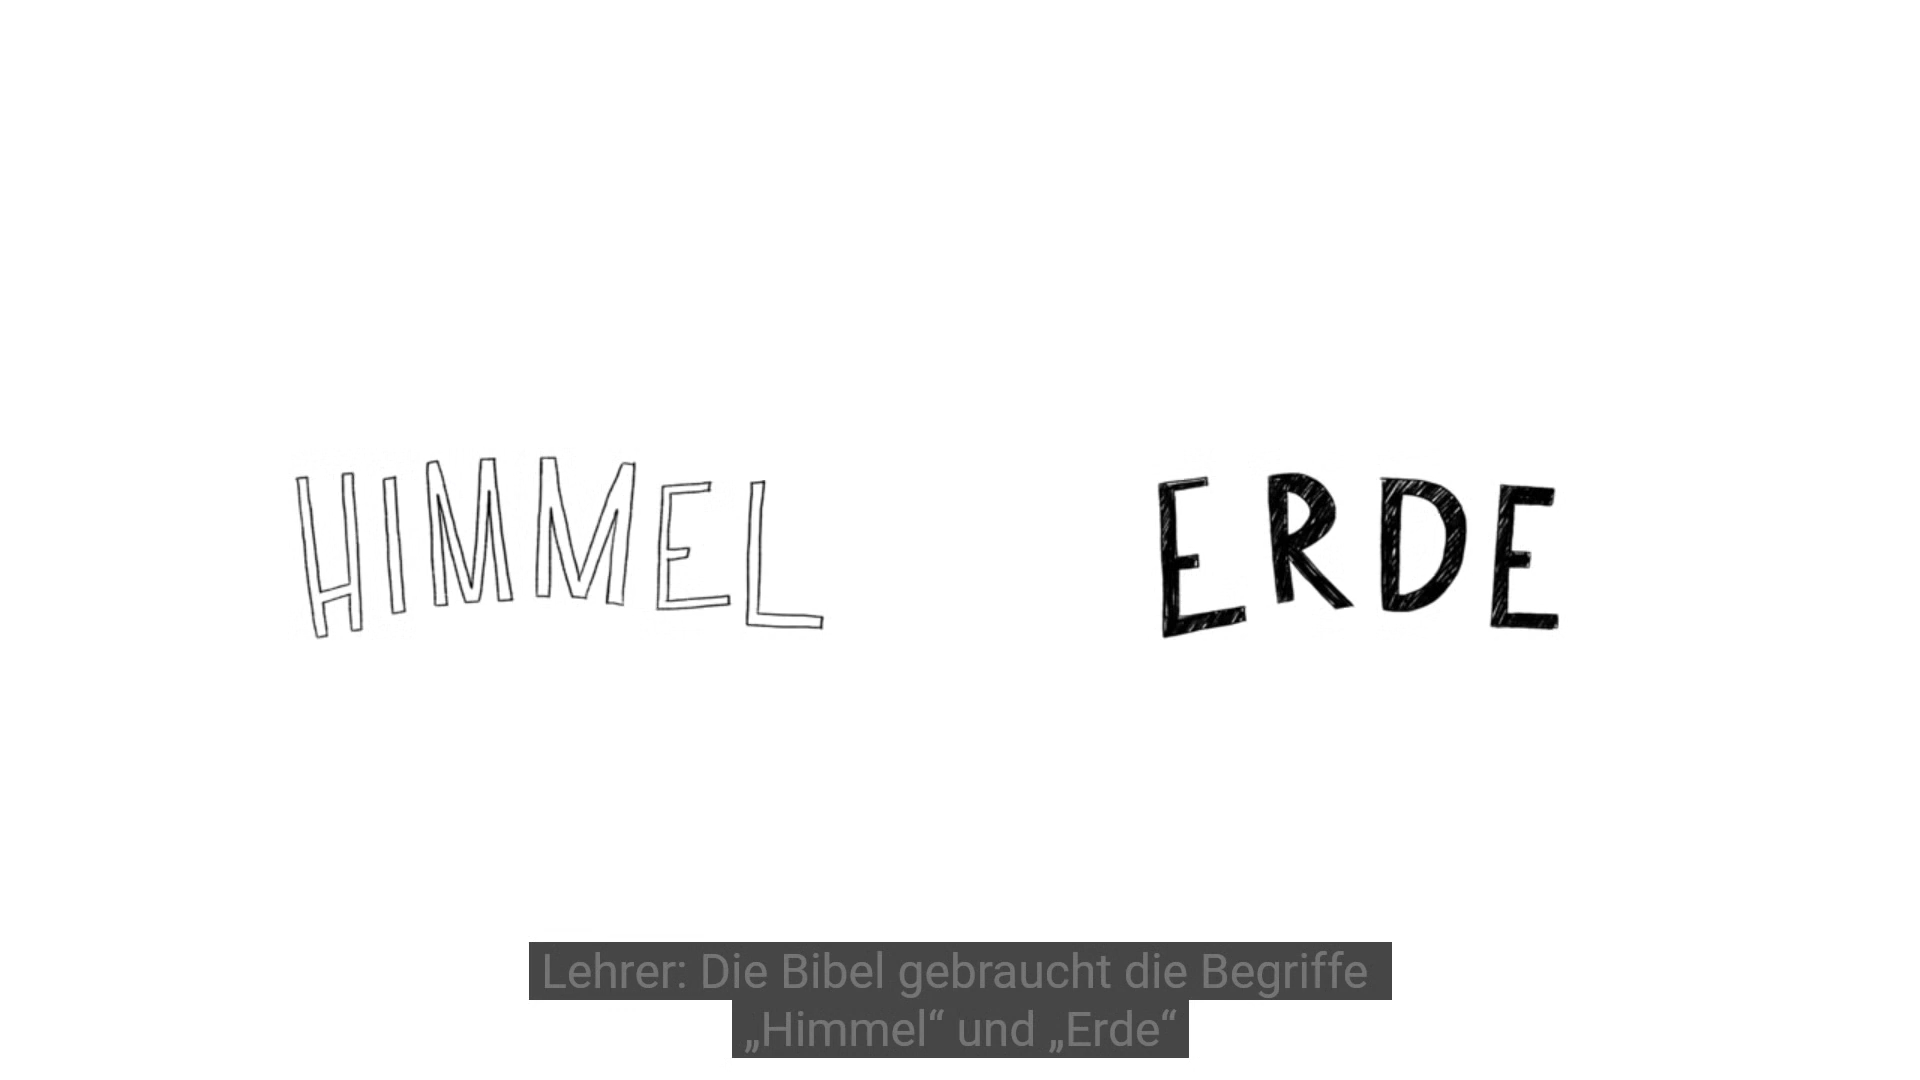 HIMMEL ERDE
Lehrer: Die Bibel gebraucht die Begriffe
„Himmel“ und „Erde“